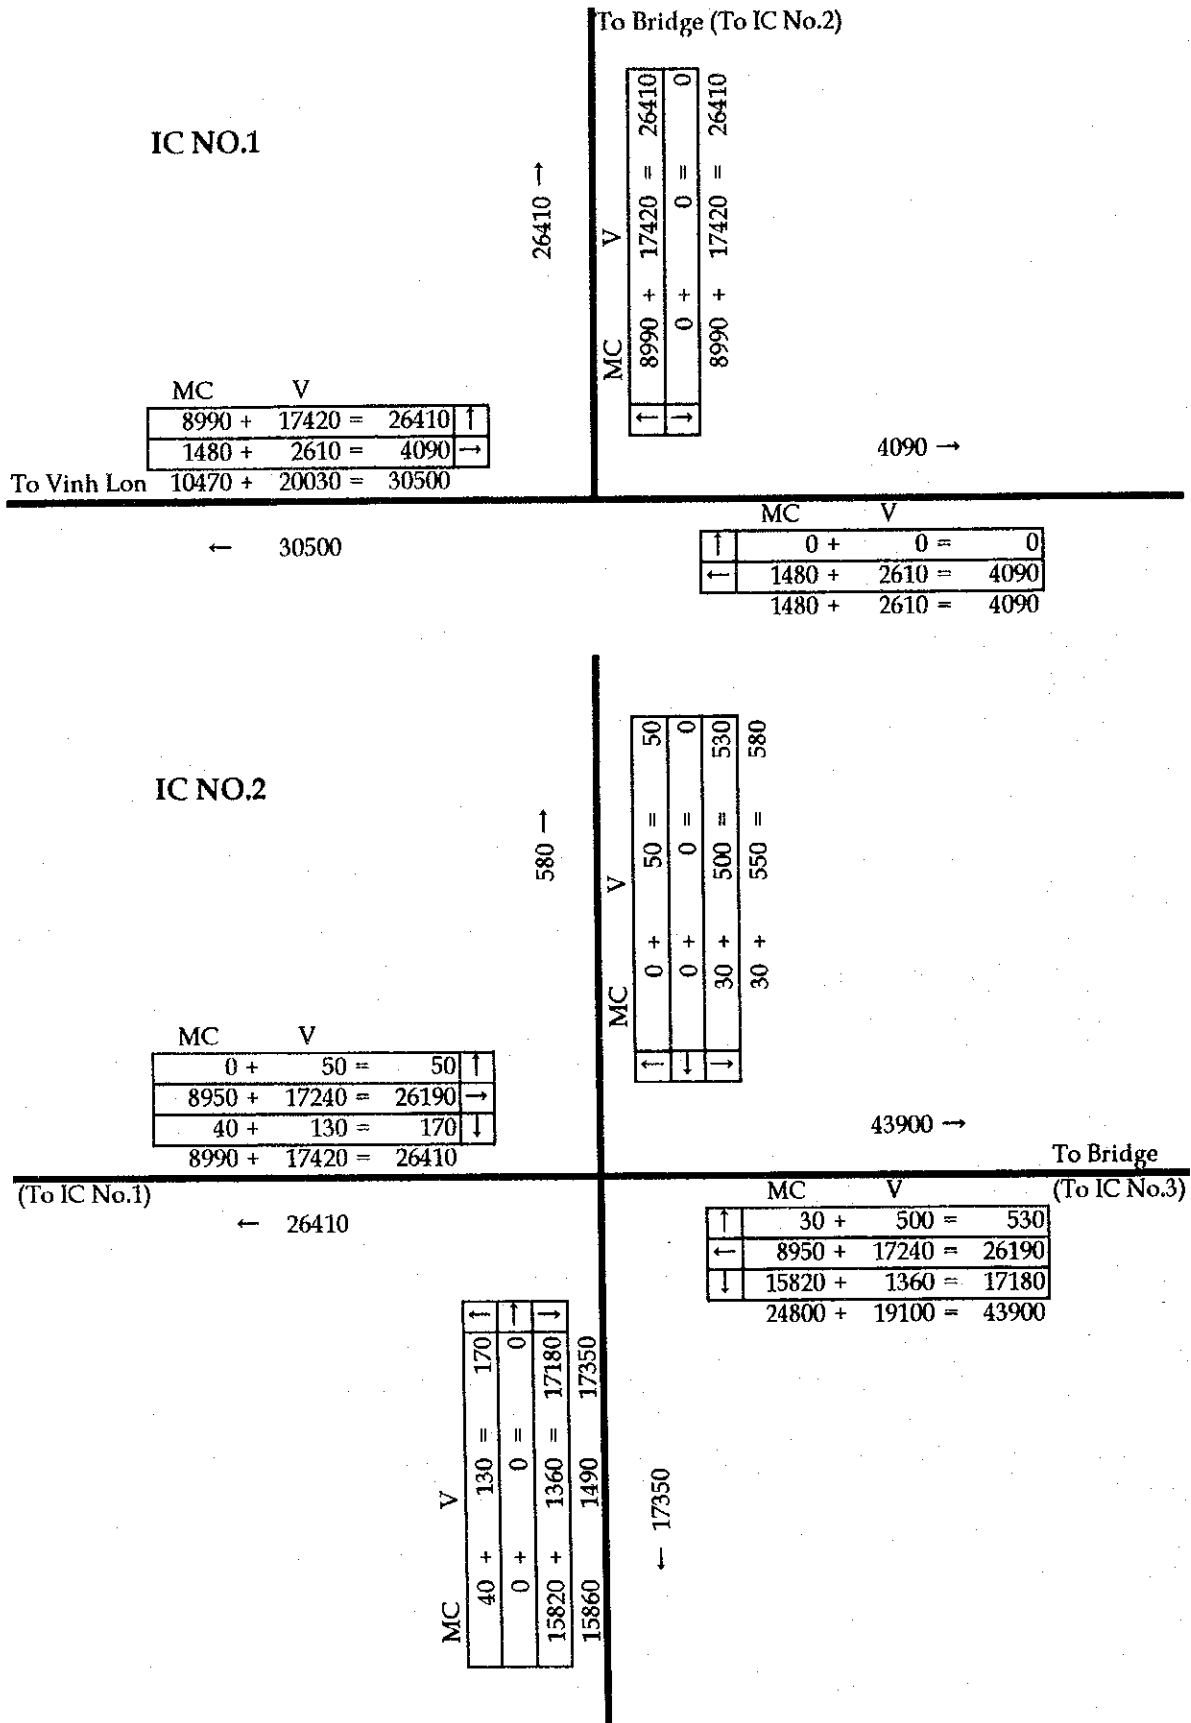 To Bridge (To IC No.2)
IC NO.1
26410 →
MC V
8990 + 17420 = 26410 ←
0 + 0 = 0 →
8990 + 17420 = 26410
MC V
8990 + 17420 = 26410 ↑
1480 + 2610 = 4090 →
To Vinh Lon 10470 + 20030 = 30500
4090 →
← 30500
MC V
↑ 0 + 0 = 0
← 1480 + 2610 = 4090
1480 + 2610 = 4090
IC NO.2
580 →
MC V
← 0 + 50 = 50
↓ 0 + 0 = 0
→ 30 + 500 = 530
30 + 550 = 580
MC V
0 + 50 = 50 ↑
8950 + 17240 = 26190 →
40 + 130 = 170 ↓
8990 + 17420 = 26410
43900 →
To Bridge
(To IC No.1)
(To IC No.3)
← 26410
MC V
↑ 30 + 500 = 530
← 8950 + 17240 = 26190
↓ 15820 + 1360 = 17180
24800 + 19100 = 43900
MC V
40 + 130 = 170 ←
0 + 0 = 0 ↑
15820 + 1360 = 17180 →
15860 1490 17350
← 17350